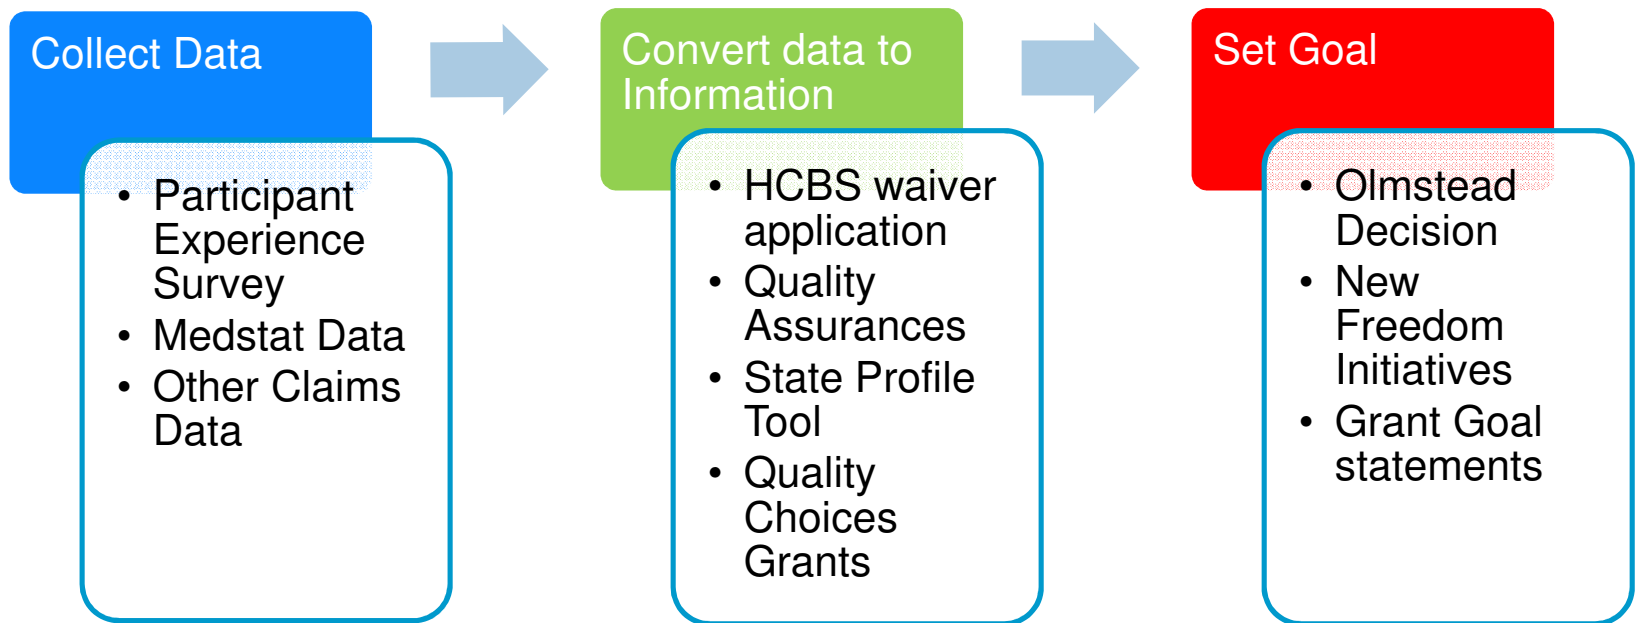 Collect Data
• Participant
Experience
Survey
• Medstat Data
• Other Claims
Data
Convert data to
Information
• HCBS waiver
application
• Quality
Assurances
• State Profile
Tool
• Quality
Choices
Grants
Set Goal
• Olmstead
Decision
• New
Freedom
Initiatives
• Grant Goal
statements